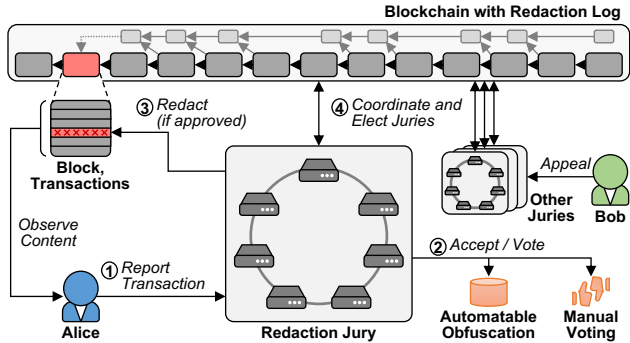 Blockchain with Redaction Log
③ Redact
(if approved)
④ Coordinate and
Elect Juries
Block,
Transactions
Appeal
Other
Juries
Bob
Observe
Content
② Accept / Vote
① Report
Transaction
Alice
Redaction Jury
Automatable
Obfuscation
Manual
Voting